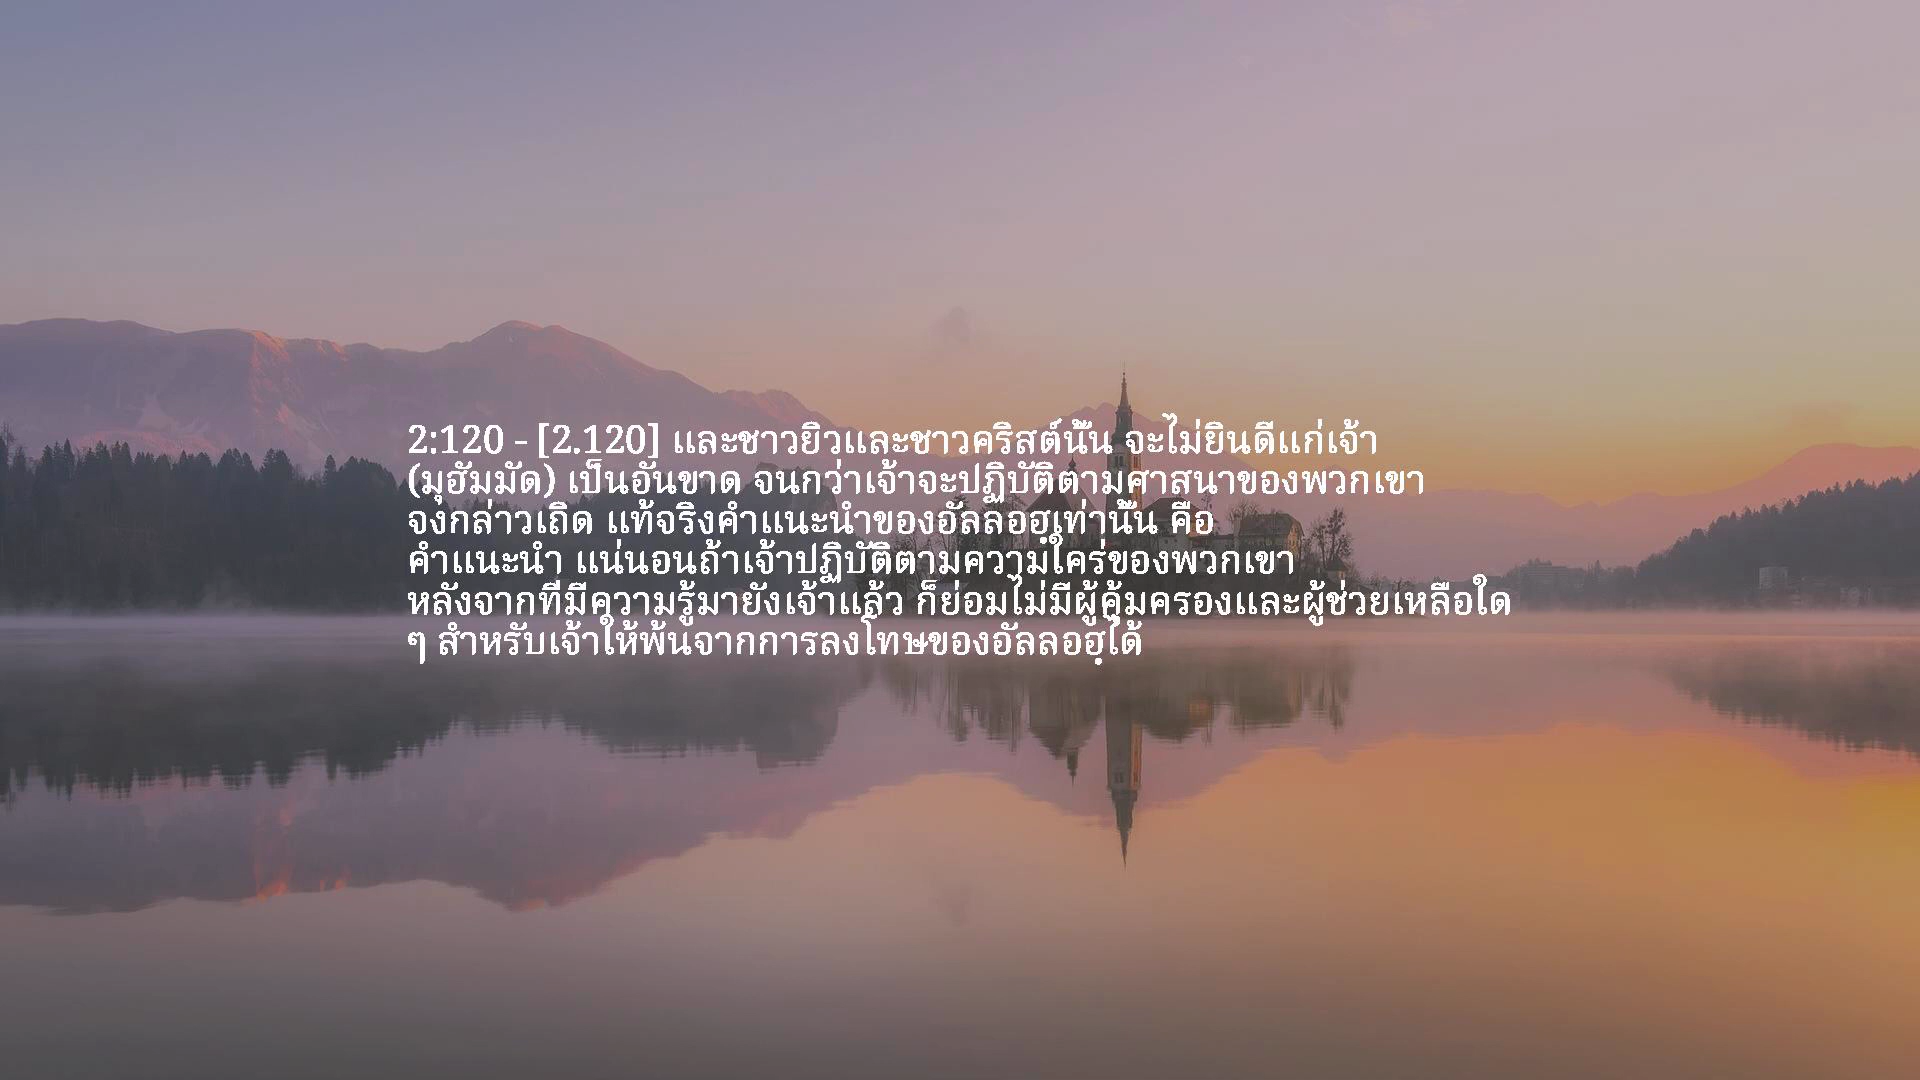 2:120 - [2.120] และชาวยิวและชาวคริสต์นั้น จะไม่ยินดีแก่เจ้า
(มุฮัมมัด) เป็นอันขาด จนกว่าเจ้าจะปฏิบัติตามศาสนาของพวกเขา
จงกล่าวเถิด แท้จริงคำแนะนำของอัลลอฮฺเท่านั้น คือ
คำแนะนำ แน่นอนถ้าเจ้าปฏิบัติตามความใคร่ของพวกเขา
หลังจากที่มีความรู้มายังเจ้าแล้ว ก็ย่อมไม่มีผู้คุ้มครองและผู้ช่วยเหลือใด
ๆ สำหรับเจ้าให้พ้นจากการลงโทษของอัลลอฮฺได้